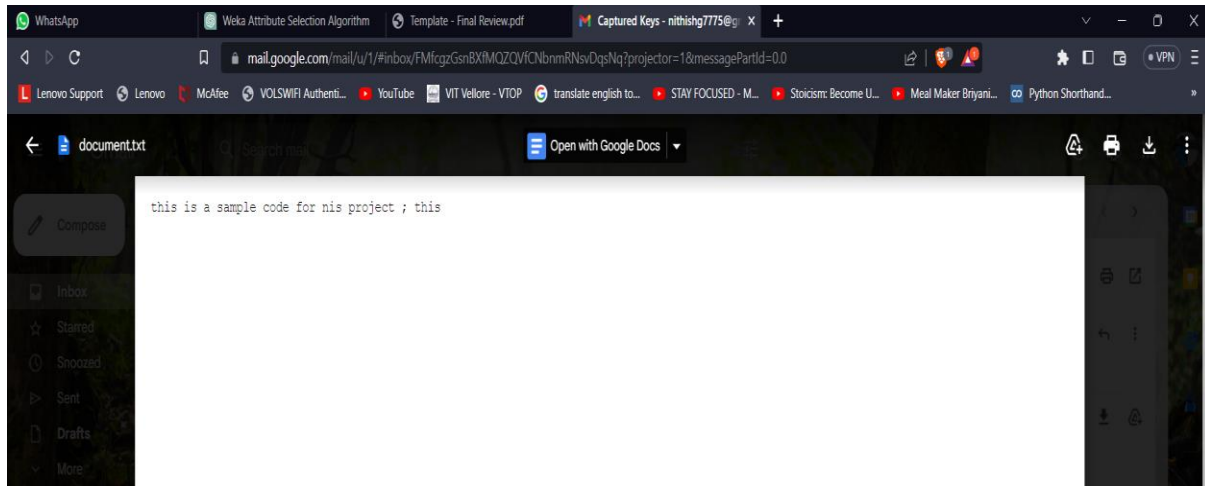 WhatsApp
Weka Attribute Selection Algorithm
Template - Final Review.pdf
Captured Keys - nithishg7775@g
mail.google.com/mail/u/1/#inbox/FMfcgzGsnBXfMQZQVfCNbnmRNsvDqsNq?projector=1&messagePartId=0.0
VPN
Lenovo Support
Lenovo
McAfee
VOLSWIFI Authenti...
YouTube
VIT Vellore - VTOP
translate english to...
STAY FOCUSED - M...
Stoicism: Become U...
Meal Maker Briyani...
Python Shorthand...
document.txt
Search mail
Open with Google Docs
this is a sample code for nis project ; this
Compose
Inbox
Starred
Snoozed
Sent
Drafts
More